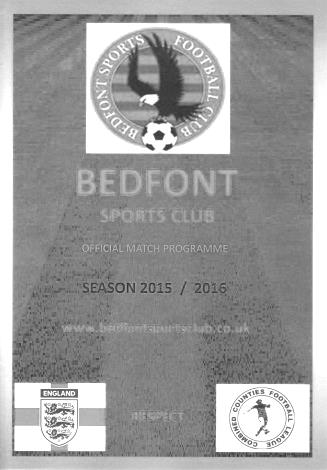 BEDFONT SPORTS FOOTBALL CLUB
BEDFONT
SPORTS CLUB
OFFICIAL MATCH PROGRAMME
SEASON 2015 / 2016
www.bedfontsportsclub.co.uk
ENGLAND
RESPECT
COMBINED COUNTIES FOOTBALL LEAGUE